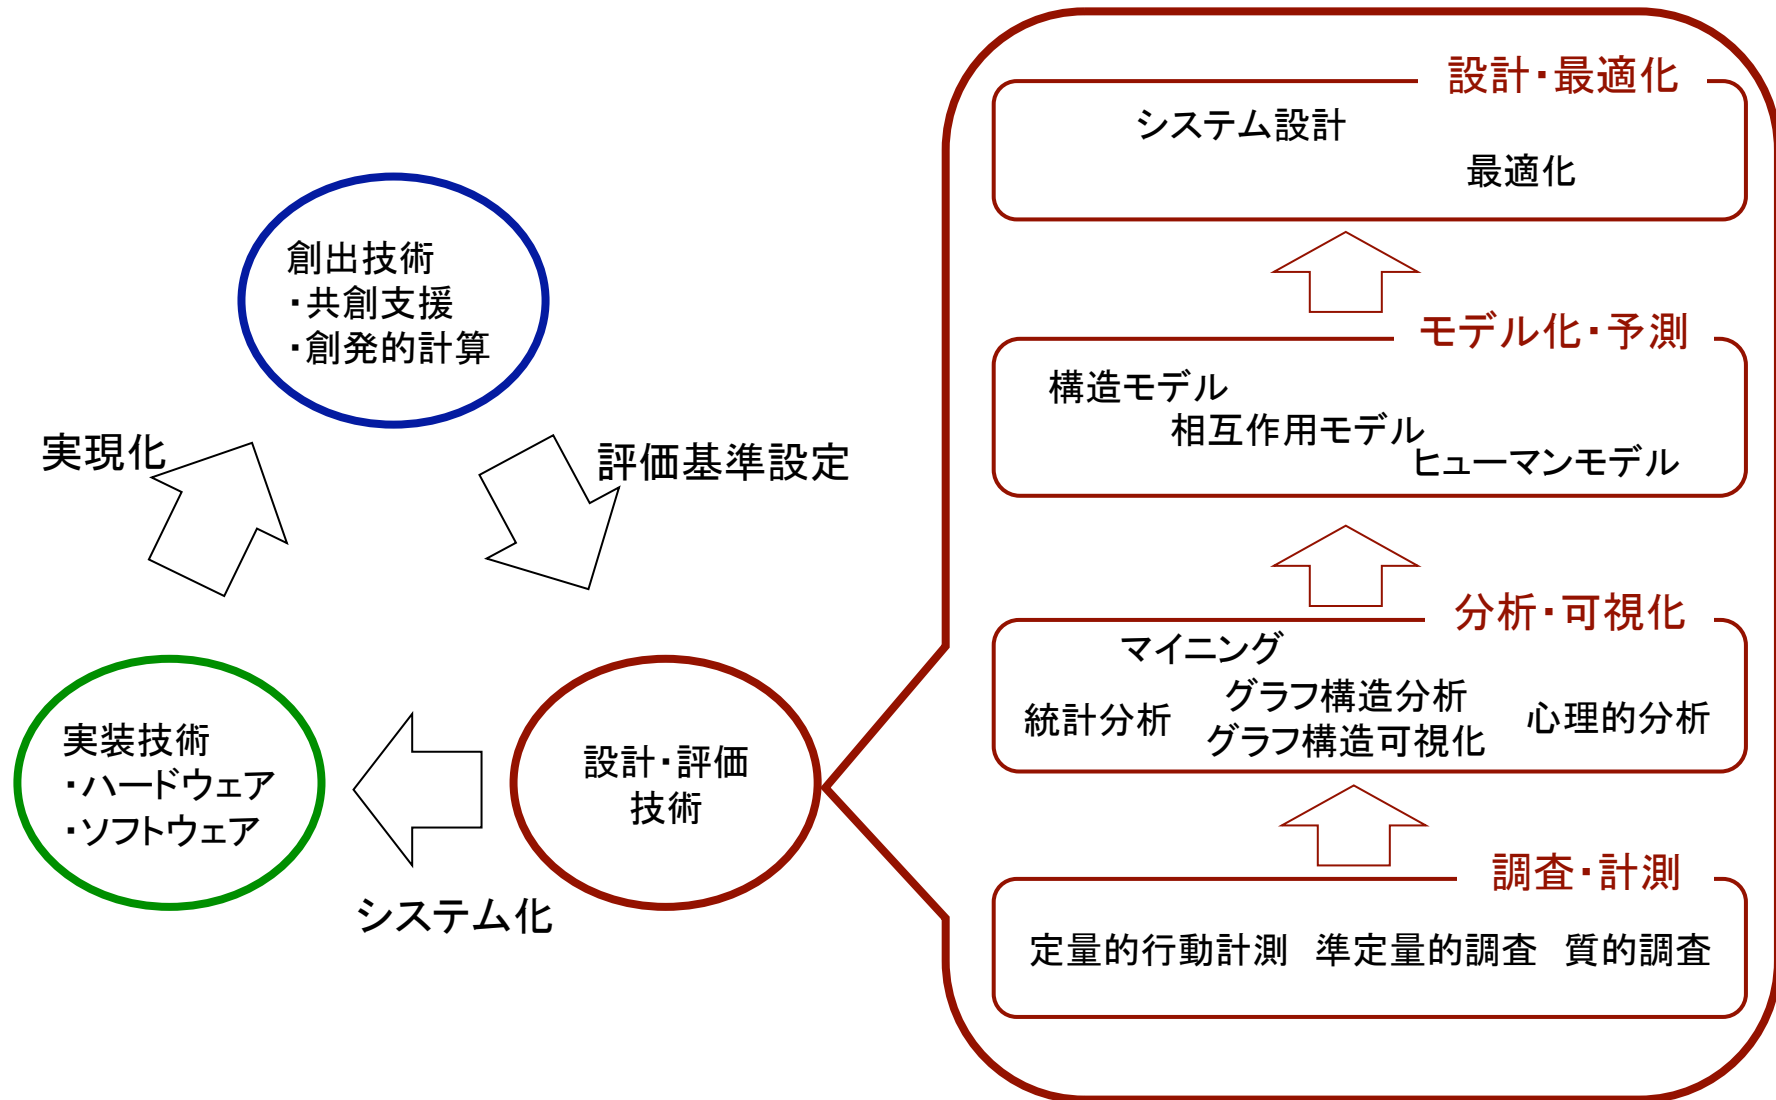 創出技術
・共創支援
・創発的計算
実現化
評価基準設定
実装技術
・ハードウェア
・ソフトウェア
設計・評価
技術
システム化
設計・最適化
システム設計
最適化
モデル化・予測
構造モデル
相互作用モデル
ヒューマンモデル
分析・可視化
マイニング
統計分析
グラフ構造分析
グラフ構造可視化
心理的分析
調査・計測
定量的行動計測 準定量的調査 質的調査